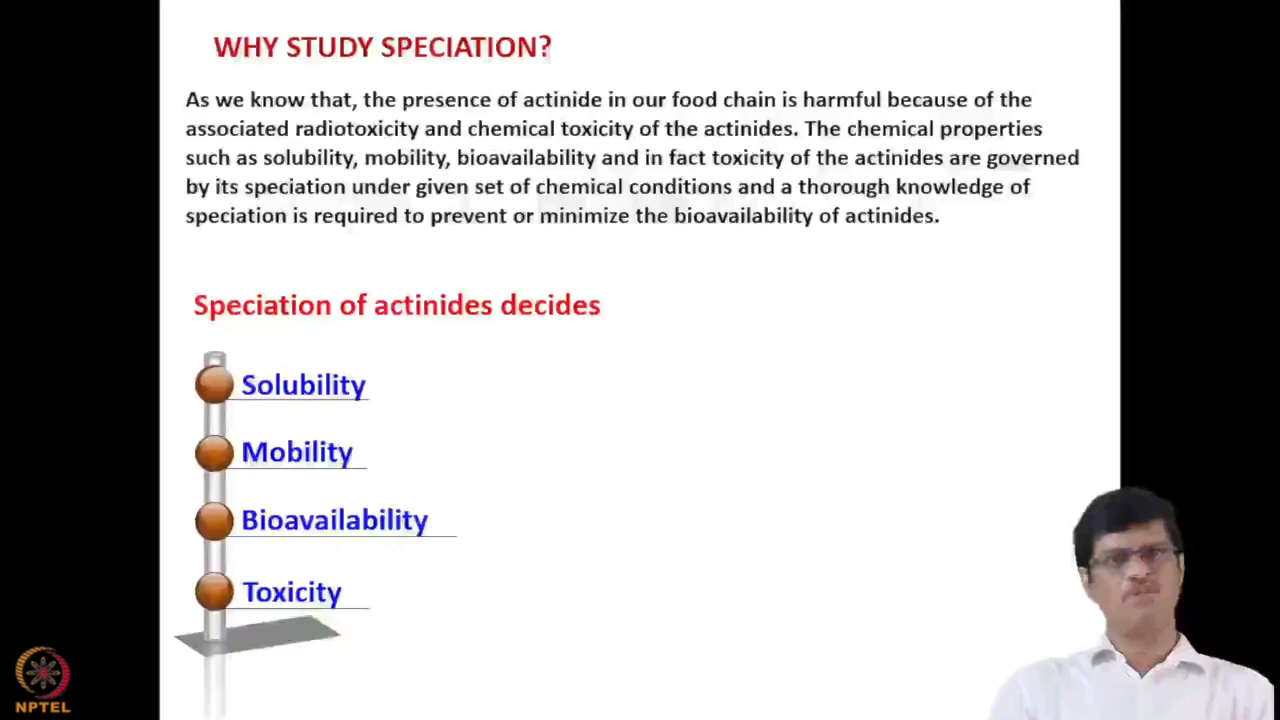 WHY STUDY SPECIATION?
As we know that, the presence of actinide in our food chain is harmful because of the
associated radiotoxicity and chemical toxicity of the actinides. The chemical properties
such as solubility, mobility, bioavailability and in fact toxicity of the actinides are governed
by its speciation under given set of chemical conditions and a thorough knowledge of
speciation is required to prevent or minimize the bioavailability of actinides.
Speciation of actinides decides
Solubility
Mobility
Bioavailability
Toxicity
NPTEL